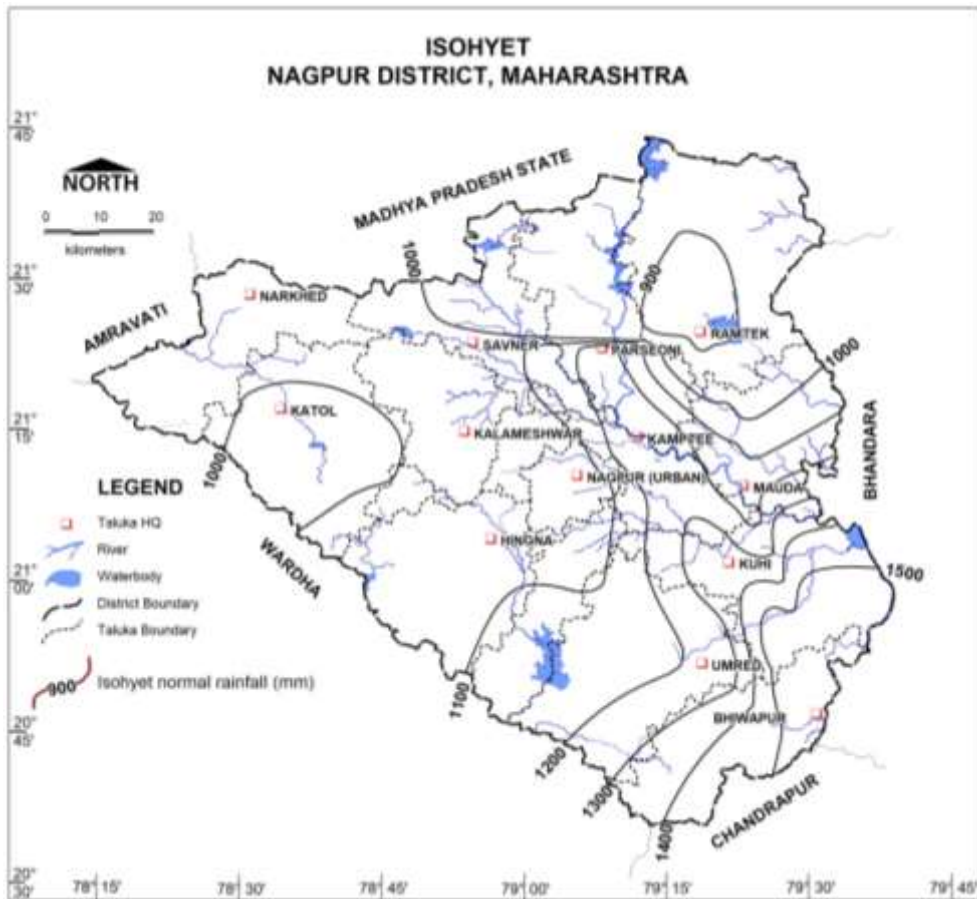 ISOHYET
NAGPUR DISTRICT, MAHARASHTRA
21°
45'
NORTH
0 10 20
kilometers
MADHYA PRADESH STATE
1000
21°
30'
900
NARKHED
AMRAVATI
RAMTEK
SAVNER
PARSEONI
1000
KATOL
21°
15'
KALAMESHWAR
KAMPTEE
BHANDARA
1000
NAGPUR (URBAN)
MAUDA
LEGEND
Taluka HQ
River
Waterbody
District Boundary
Taluka Boundary
900 Isohyet normal rainfall (mm)
WARDHA
HINGNA
KUHI
21°
00'
1500
UMRED
1100
BHIWAPUR
20°
45'
1200
1300
1400
CHANDRAPUR
20°
30'
78°15' 78°30' 78°45' 79°00' 79°15' 79°30' 79°45'